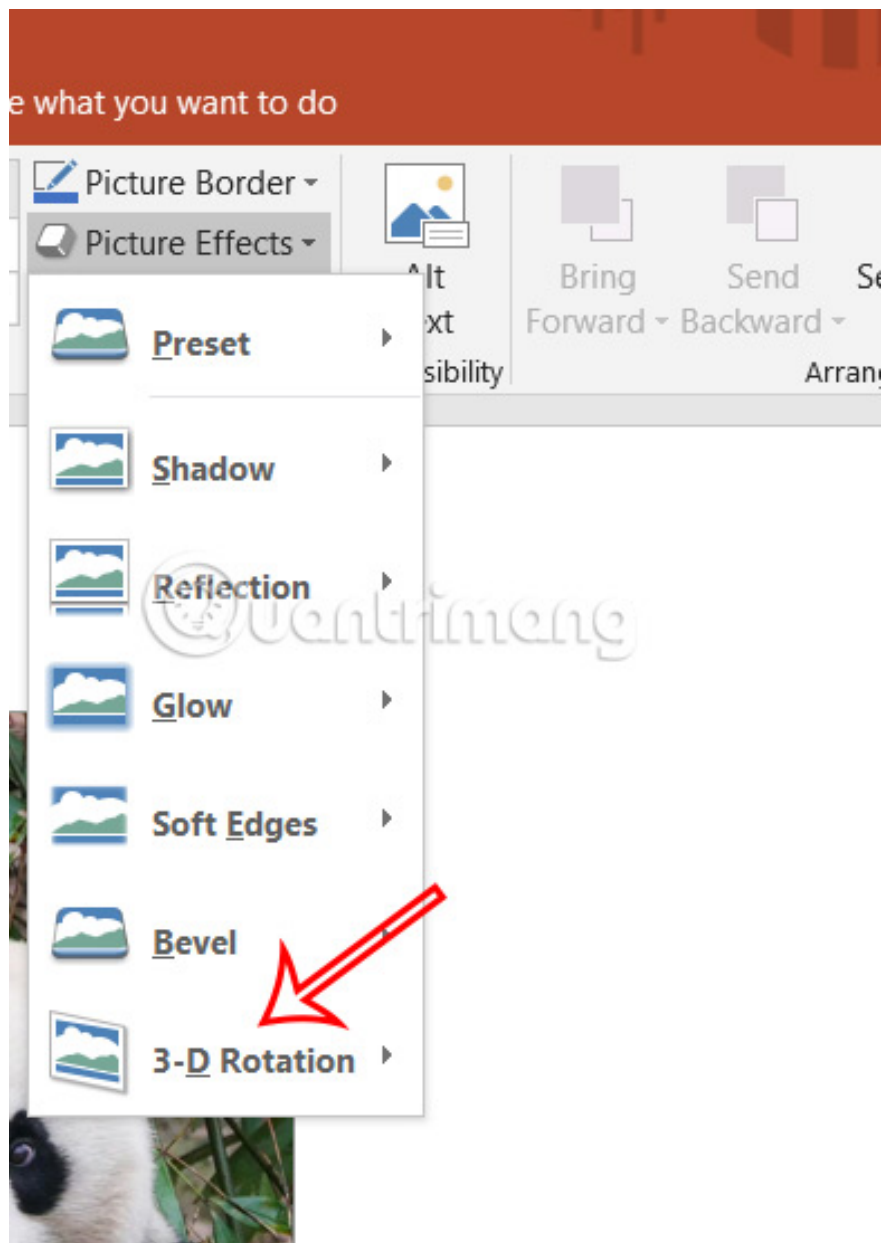 e what you want to do
Picture Border
Picture Effects
Alt
Bring
Send
Se
xt
Forward
Backward
sibility
Arrang
Preset
Shadow
Reflection
Quantrimang
Glow
Soft Edges
Bevel
3-D Rotation